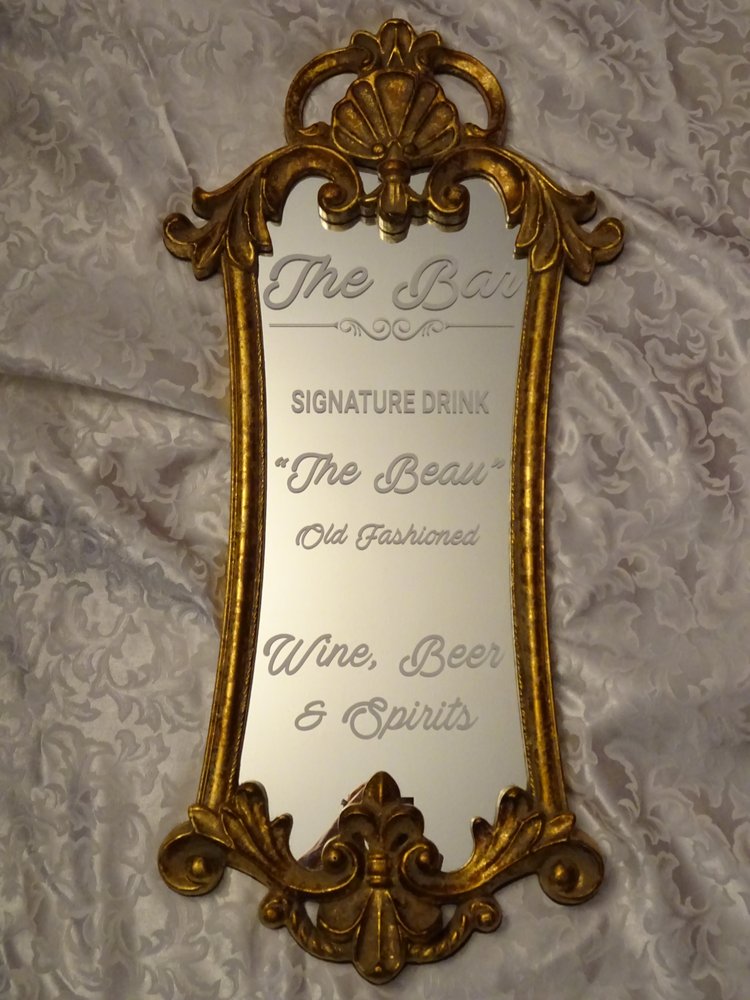 The Bar
SIGNATURE DRINK
"The Beau"
Old Fashioned
Wine, Beer
& Spirits